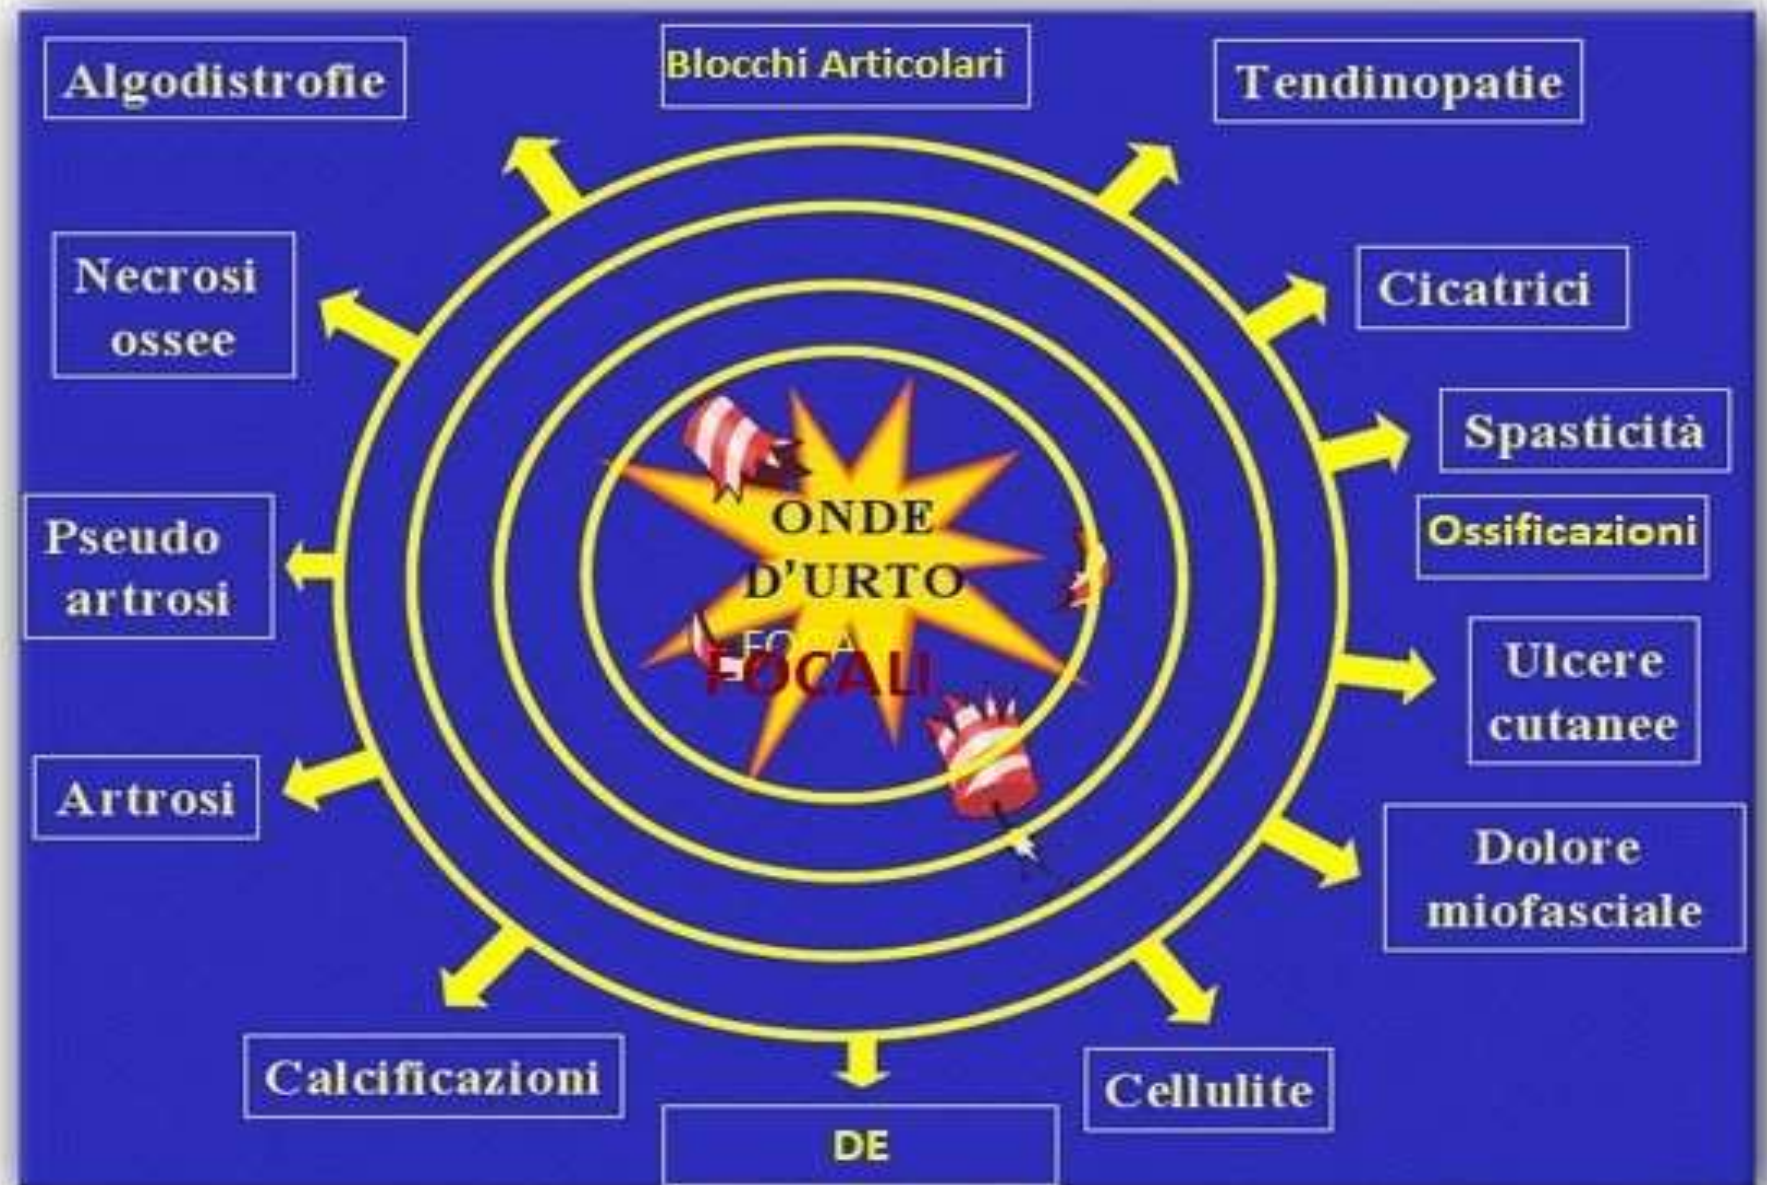 Algodistrofie
Blocchi Articolari
Tendinopatie
Necrosi
ossee
Cicatrici
Spasticità
Ossificazioni
Pseudo
artrosi
ONDE
D'URTO
FOCALI
Ulcere
cutanee
Artrosi
Dolore
miofasciale
Calcificazioni
Cellulite
DE